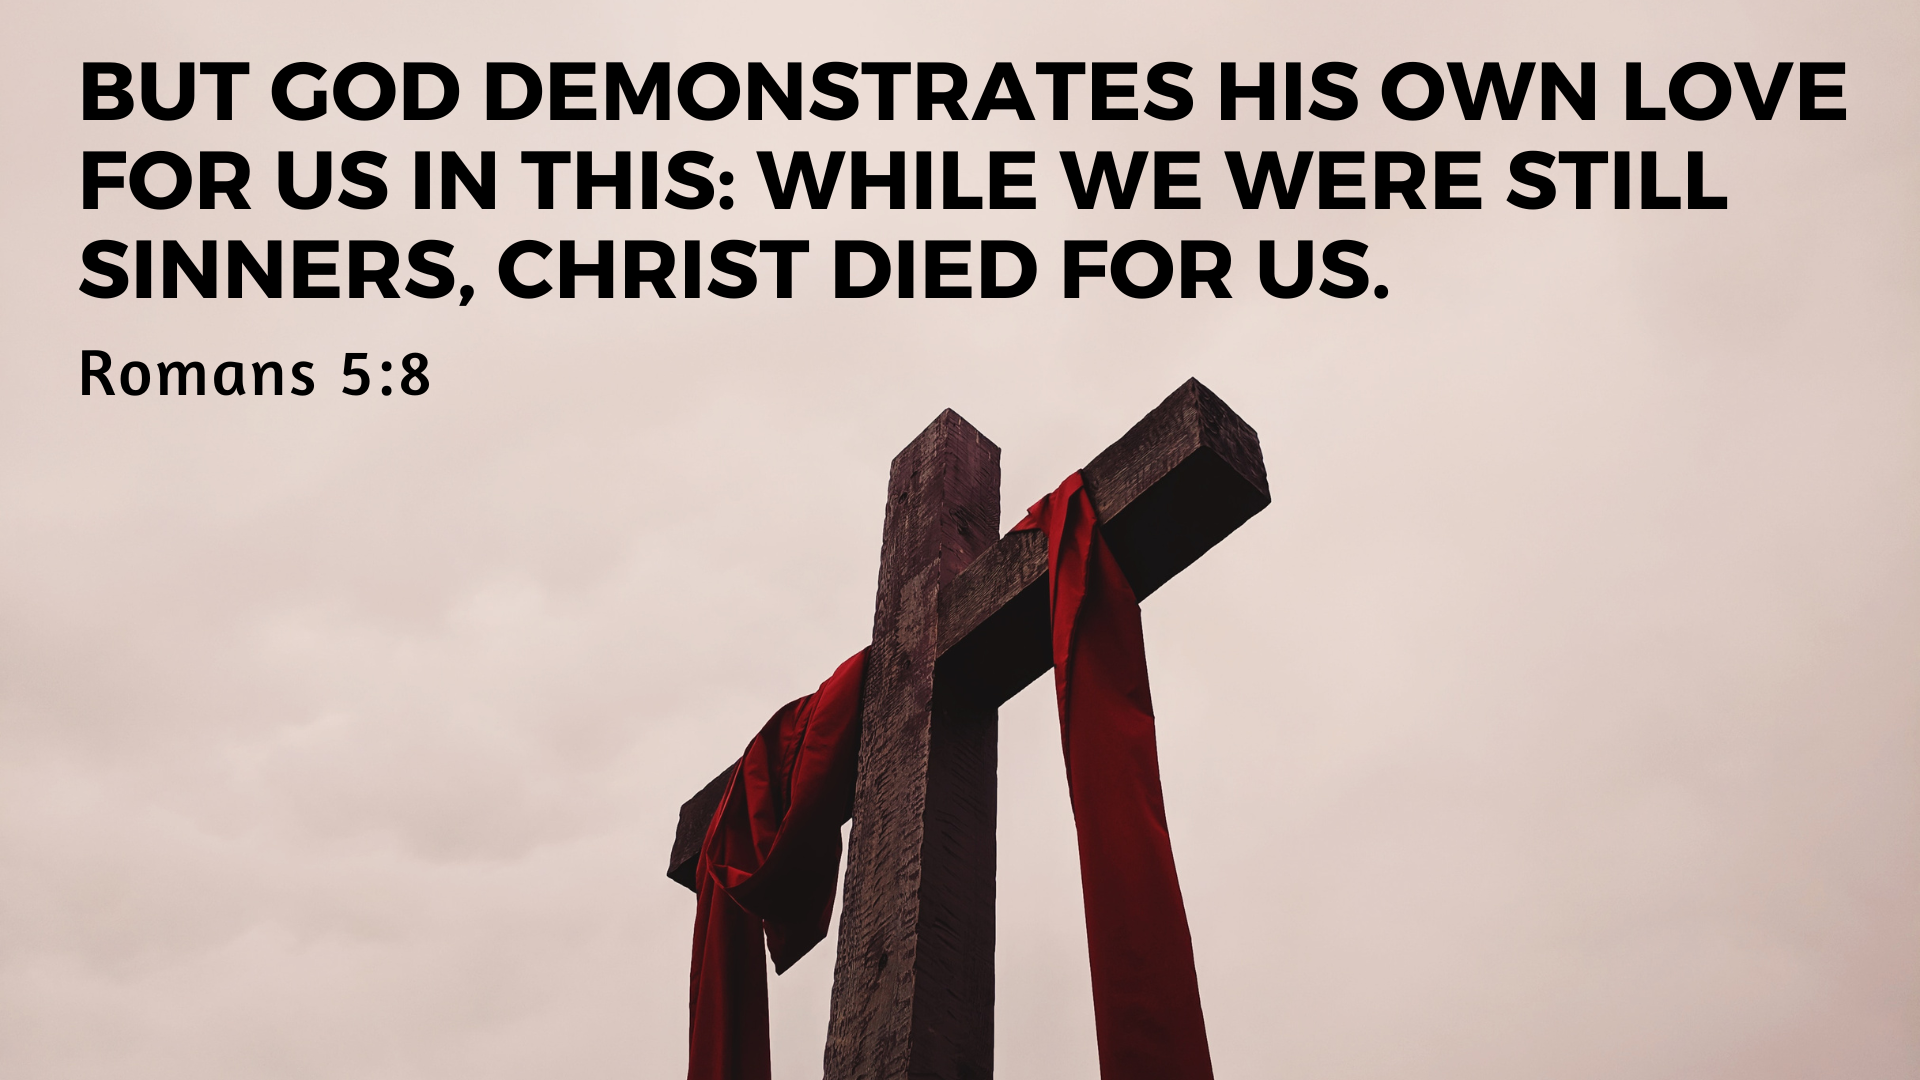 BUT GOD DEMONSTRATES HIS OWN LOVE
FOR US IN THIS: WHILE WE WERE STILL
SINNERS, CHRIST DIED FOR US.
Romans 5:8